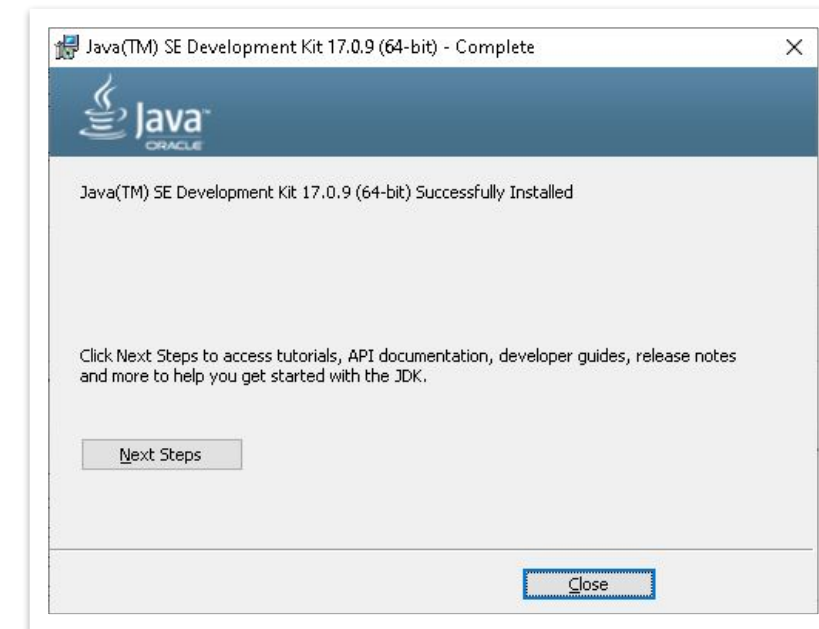 Java(TM) SE Development Kit 17.0.9 (64-bit) - Complete
Java™
ORACLE
Java(TM) SE Development Kit 17.0.9 (64-bit) Successfully Installed
Click Next Steps to access tutorials, API documentation, developer guides, release notes
and more to help you get started with the JDK.
Next Steps
Close